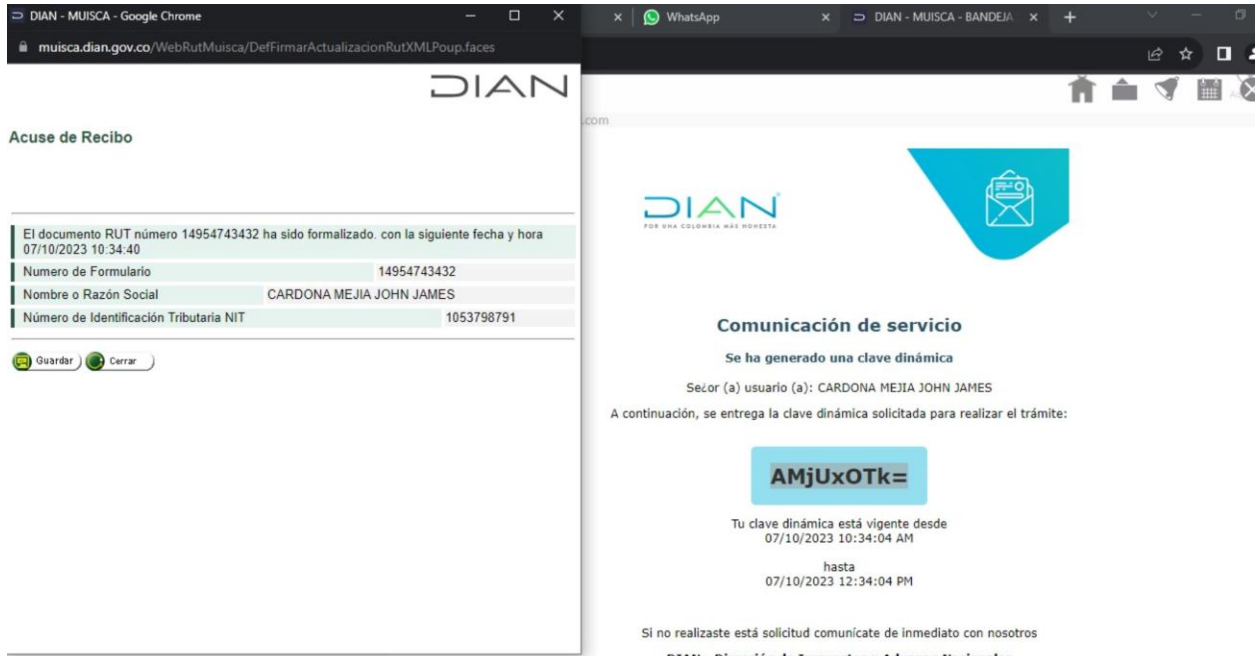 DIAN - MUISCA - Google Chrome
muisca.dian.gov.co/WebRutMuisca/DefFirmarActualizacionRutXMLPoup.faces
DIAN
Acuse de Recibo
El documento RUT número 14954743432 ha sido formalizado. con la siguiente fecha y hora
07/10/2023 10:34:40
Numero de Formulario 14954743432
Nombre o Razón Social CARDONA MEJIA JOHN JAMES
Número de Identificación Tributaria NIT 1053798791
Guardar Cerrar
WhatsApp DIAN - MUISCA - BANDEJA
.com
DIAN
POR UNA COLOMBIA MÁS HONESTA
Comunicación de servicio
Se ha generado una clave dinámica
Se¿or (a) usuario (a): CARDONA MEJIA JOHN JAMES
A continuación, se entrega la clave dinámica solicitada para realizar el trámite:
AMjUxOTk=
Tu clave dinámica está vigente desde
07/10/2023 10:34:04 AM
hasta
07/10/2023 12:34:04 PM
Si no realizaste está solicitud comunícate de inmediato con nosotros